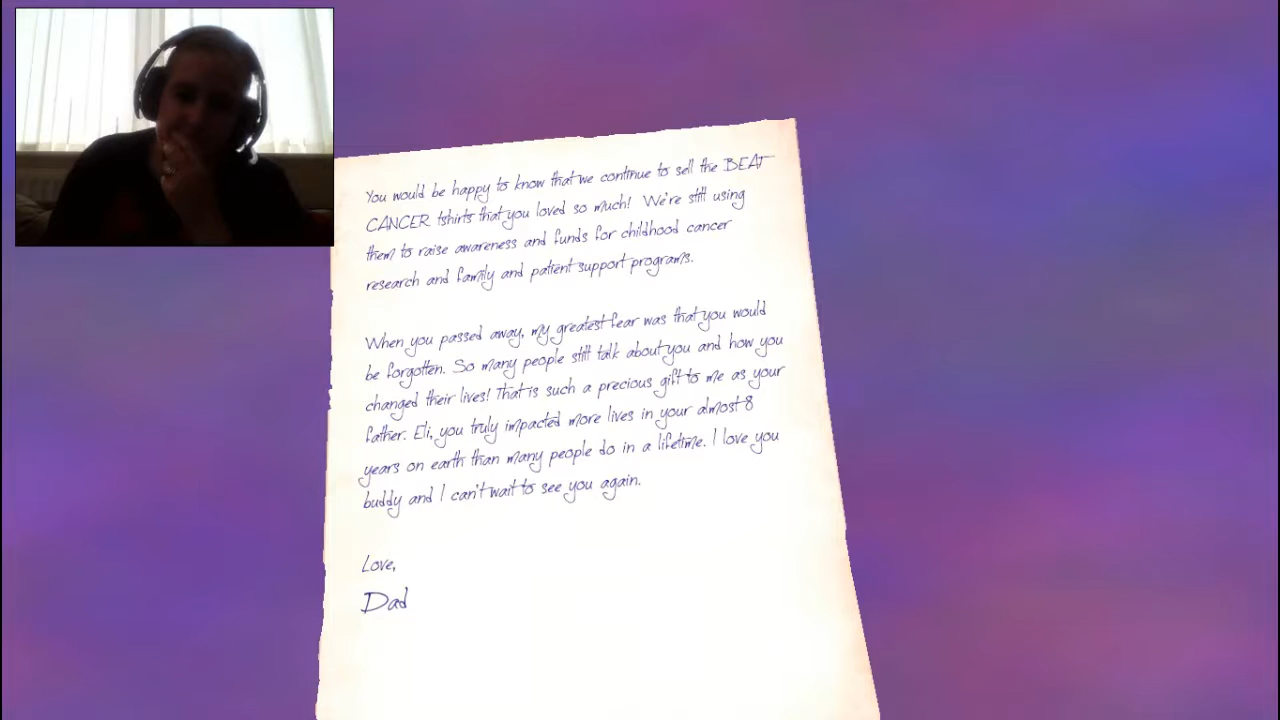 You would be happy to know that we continue to sell the BEAT
CANCER tshirts that you loved so much! We're still using
them to raise awareness and funds for childhood cancer
research and family and patient support programs.
When you passed away, my greatest fear was that you would
be forgotten. So many people still talk about you and how you
changed their lives! That is such a precious gift to me as your
father. Eli, you truly impacted more lives in your almost 8
years on earth than many people do in a lifetime. I love you
buddy and I can't wait to see you again.
Love,
Dad